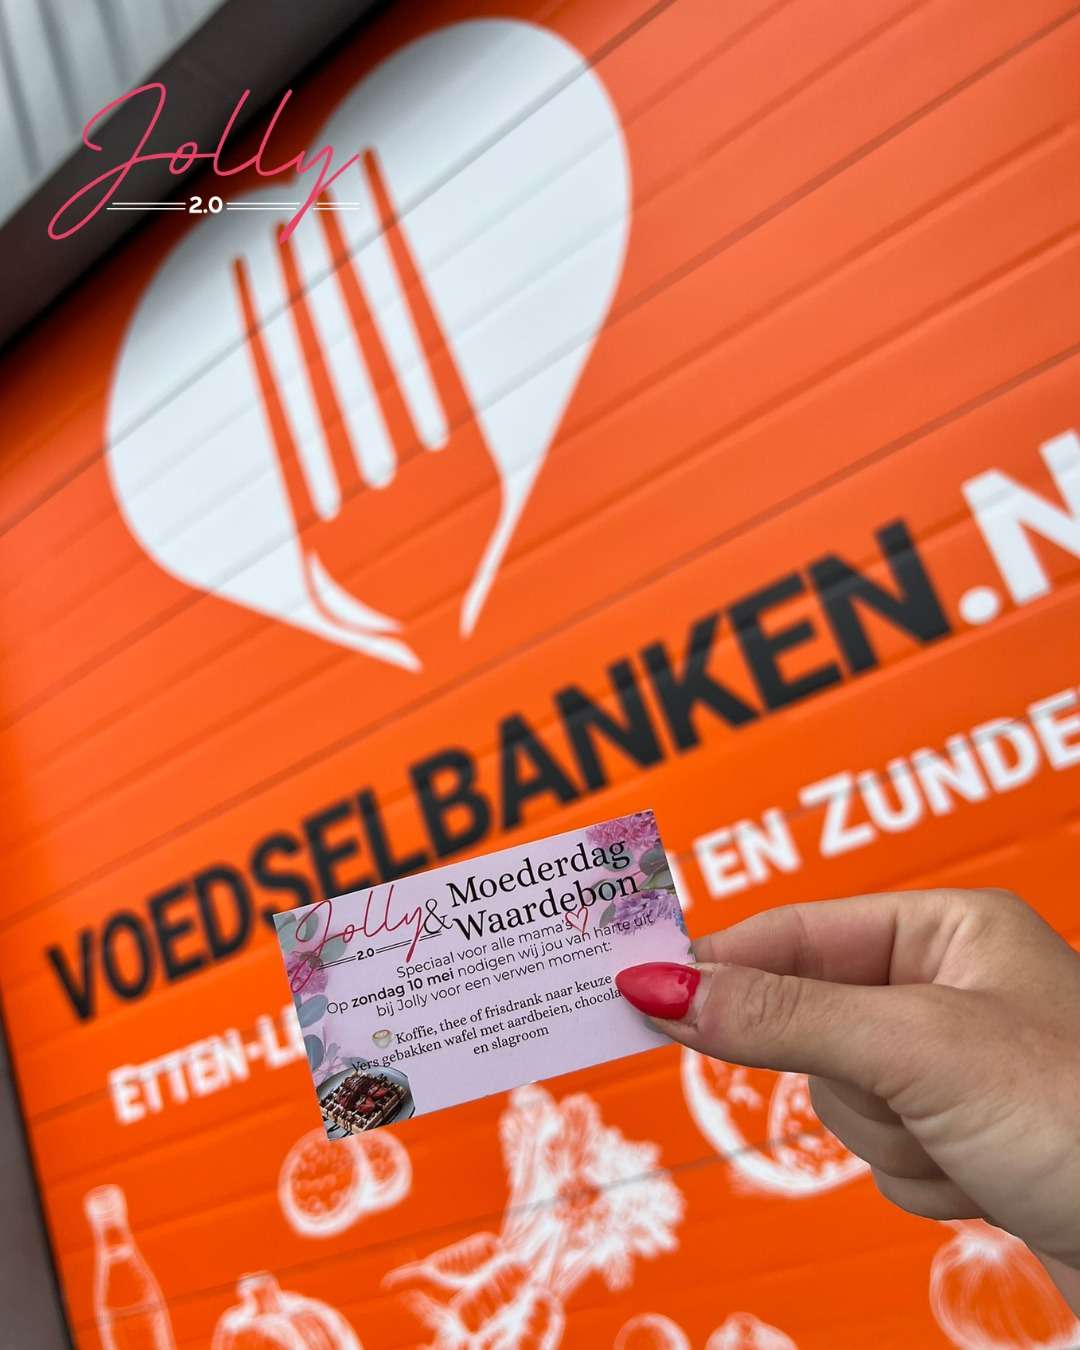 Jolly
2.0
VOEDSELBANKEN.N
ETTEN-LE
EN ZUNDE
Jolly & Moederdag
2.0 Waardebon
Speciaal voor alle mama's
Op zondag 10 mei nodigen wij jou van harte uit
bij Jolly voor een verwen moment:
Koffie, thee of frisdrank naar keuze
Vers gebakken wafel met aardbeien, chocola
en slagroom